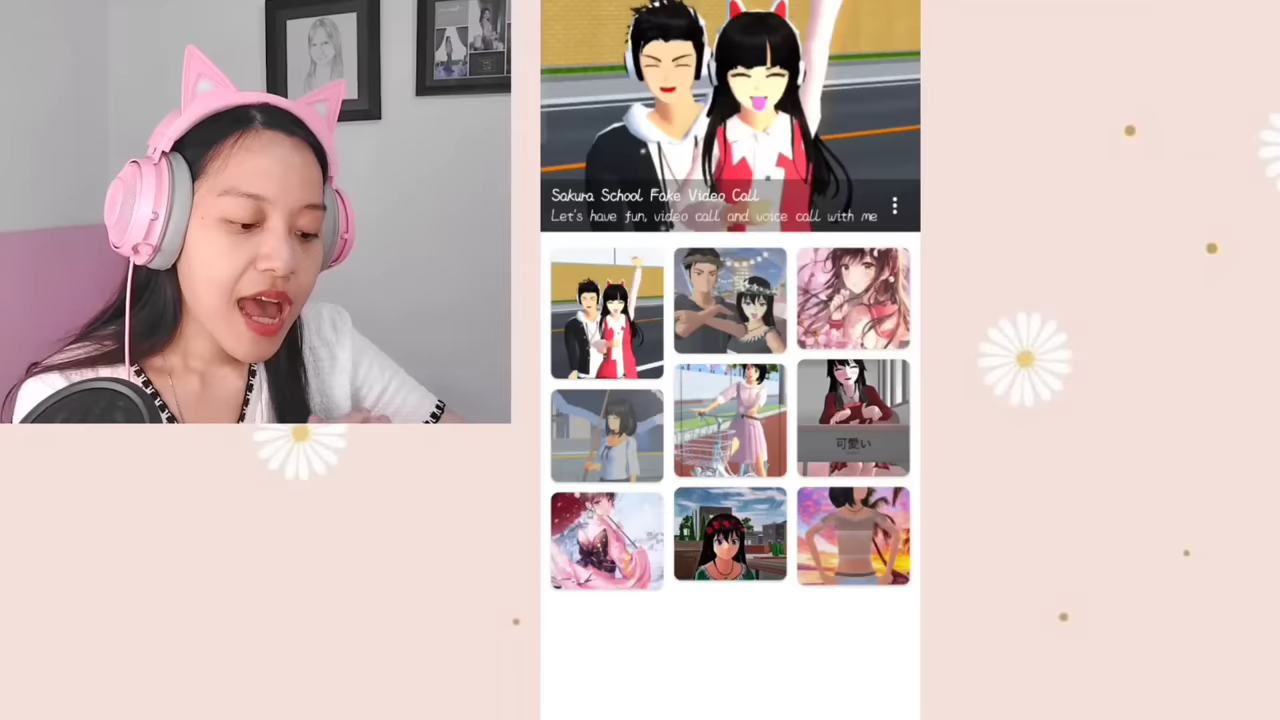 Sakura School Fake Video Call
Let's have fun, video call and voice call with me
可愛い